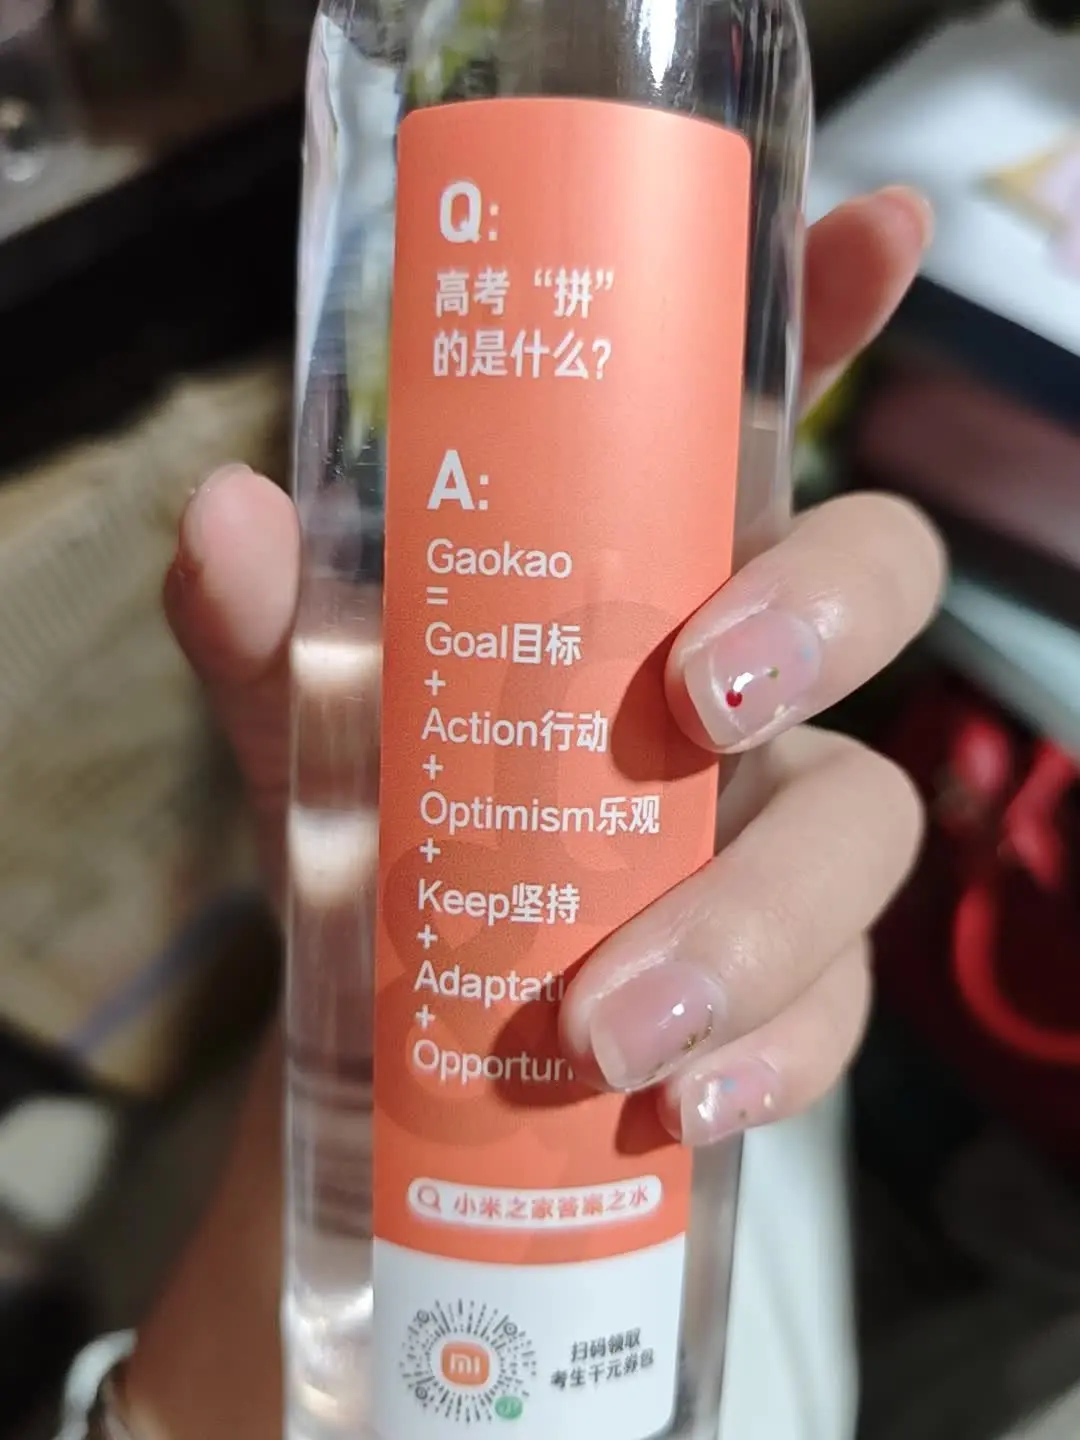 Q:
高考“拼”
的是什么?
A:
Gaokao
=
Goal目标
+
Action行动
+
Optimism乐观
+
Keep坚持
+
+
小米之家答案之水
mi
扫码领取
考生千元券包